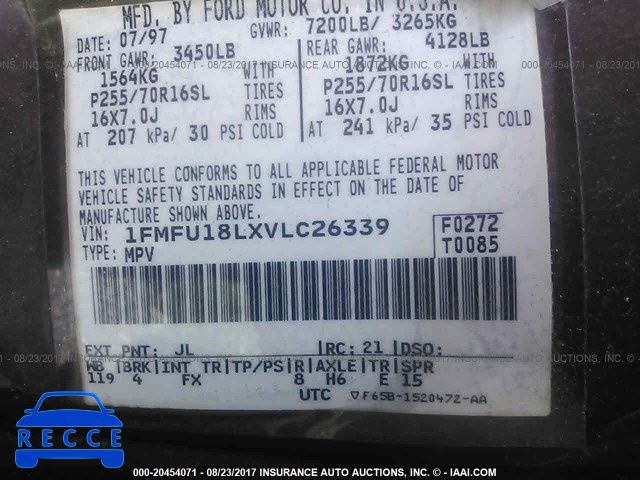 MFD. BY FORD MOTOR CO. IN U.S.A.
DATE: 07/97 GVWR: 7200LB/ 3265KG
FRONT GAWR: 3450LB REAR GAWR: 4128LB
1564KG WITH 1872KG WITH
P255/70R16SL TIRES P255/70R16SL TIRES
16X7.0J RIMS 16X7.0J RIMS
AT 207 kPa/ 30 PSI COLD AT 241 kPa/ 35 PSI COLD
THIS VEHICLE CONFORMS TO ALL APPLICABLE FEDERAL MOTOR
VEHICLE SAFETY STANDARDS IN EFFECT ON THE DATE OF
MANUFACTURE SHOWN ABOVE.
VIN: 1FMFU18LXVLC26339 F0272
TYPE: MPV T0085
EXT PNT: JL RC: 21 DSO:
WB BRK INT TR TP/PS R AXLE TR SPR
119 4 FX 8 H6 E 15
UTC ▽F65B-1520472-AA
RECCE
000-20454071 - 08/23/2017 INSURANCE AUTO AUCTIONS INC. © - IAAI.COM